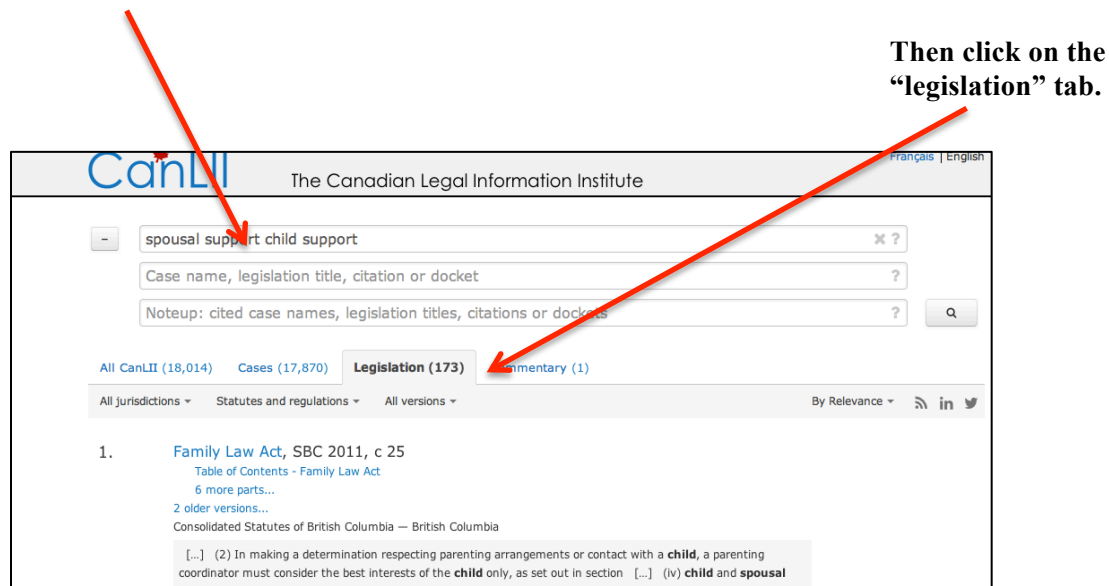 Then click on the
“legislation” tab.
CanLII
The Canadian Legal Information Institute
Français | English
-
spousal support child support
?
Case name, legislation title, citation or docket
?
Noteup: cited case names, legislation titles, citations or dockets
?
All CanLII (18,014) Cases (17,870) Legislation (173) Commentary (1)
All jurisdictions Statutes and regulations All versions By Relevance in
1. Family Law Act, SBC 2011, c 25
Table of Contents - Family Law Act
6 more parts...
2 older versions...
Consolidated Statutes of British Columbia — British Columbia
[...] (2) In making a determination respecting parenting arrangements or contact with a child, a parenting
coordinator must consider the best interests of the child only, as set out in section [...] (iv) child and spousal